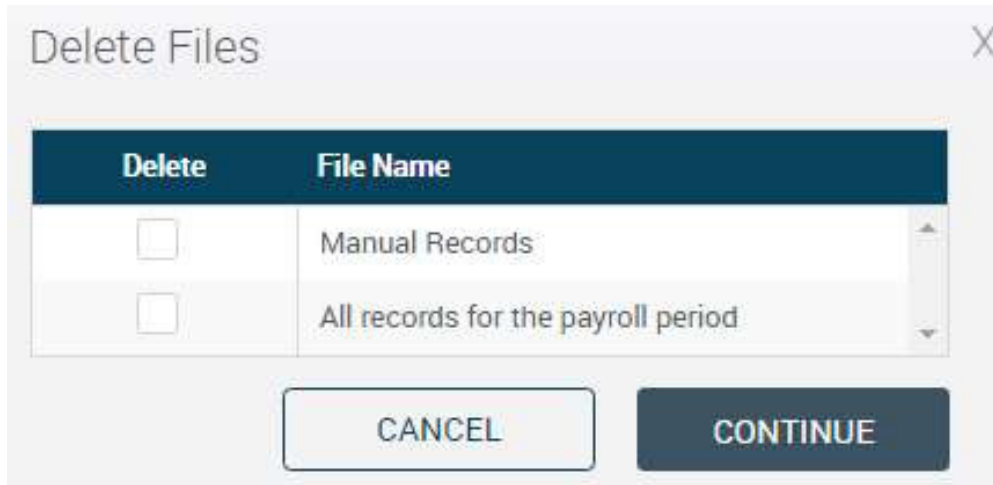 Delete Files X
Delete File Name
Manual Records
All records for the payroll period
CANCEL CONTINUE